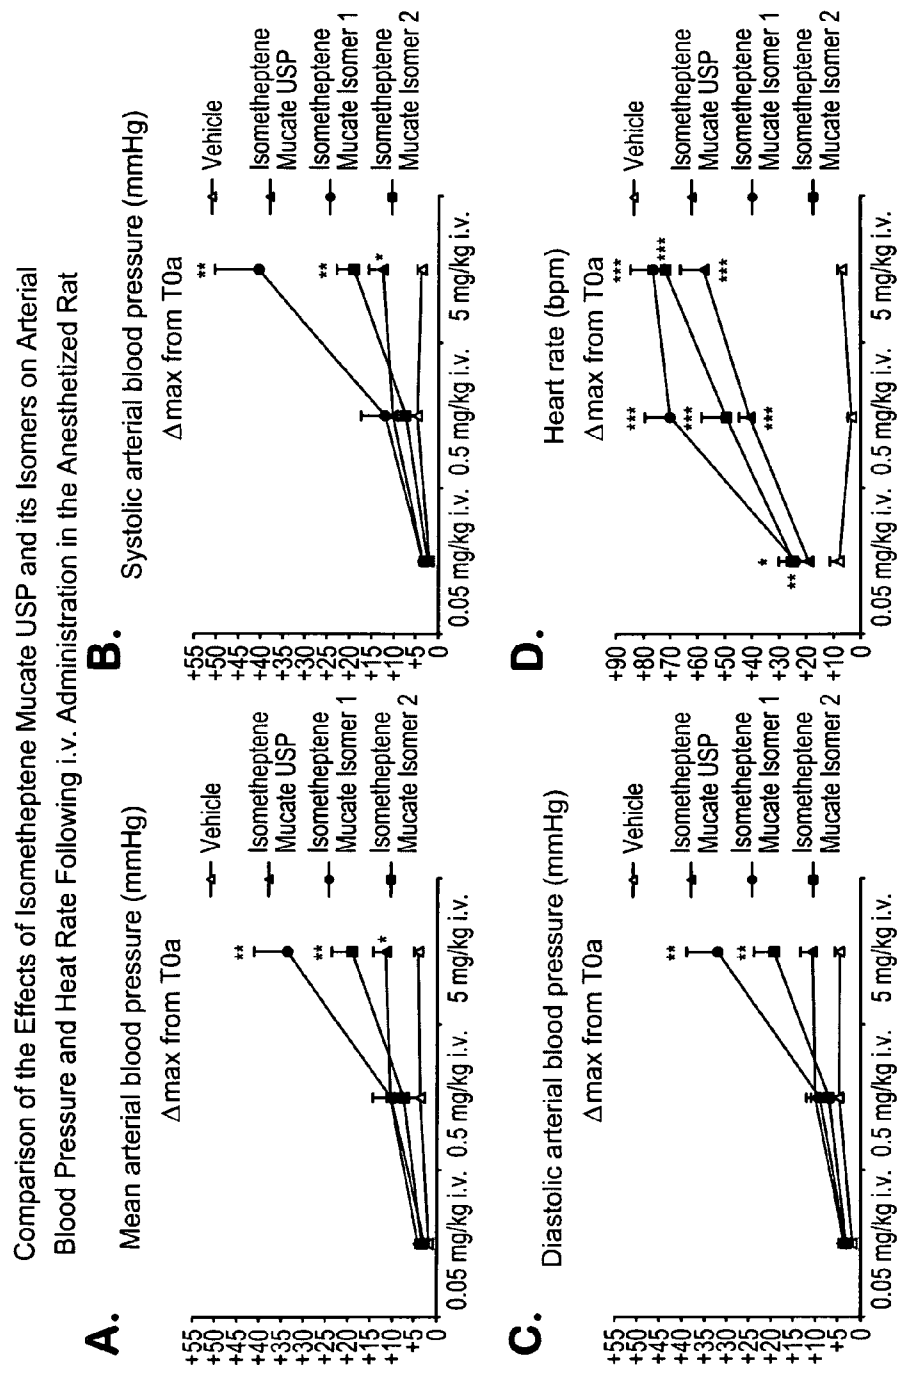 Comparison of the Effects of Isometheptene Mucate USP and its Isomers on Arterial
Blood Pressure and Heat Rate Following i.v. Administration in the Anesthetized Rat
A.
Mean arterial blood pressure (mmHg)
Δmax from T0a
+55
+50
+45
+40
+35
+30
+25
+20
+15
+10
+5
0
**
**
*
0.05 mg/kg i.v. 0.5 mg/kg i.v. 5 mg/kg i.v.
Vehicle
Isometheptene
Mucate USP
Isometheptene
Mucate Isomer 1
Isometheptene
Mucate Isomer 2
B.
Systolic arterial blood pressure (mmHg)
Δmax from T0a
+55
+50
+45
+40
+35
+30
+25
+20
+15
+10
+5
0
**
**
*
0.05 mg/kg i.v. 0.5 mg/kg i.v. 5 mg/kg i.v.
Vehicle
Isometheptene
Mucate USP
Isometheptene
Mucate Isomer 1
Isometheptene
Mucate Isomer 2
C.
Diastolic arterial blood pressure (mmHg)
Δmax from T0a
+55
+50
+45
+40
+35
+30
+25
+20
+15
+10
+5
0
**
**
0.05 mg/kg i.v. 0.5 mg/kg i.v. 5 mg/kg i.v.
Vehicle
Isometheptene
Mucate USP
Isometheptene
Mucate Isomer 1
Isometheptene
Mucate Isomer 2
D.
Heart rate (bpm)
Δmax from T0a
+90
+80
+70
+60
+50
+40
+30
+20
+10
0
*
**
***
***
***
***
***
***
0.05 mg/kg i.v. 0.5 mg/kg i.v. 5 mg/kg i.v.
Vehicle
Isometheptene
Mucate USP
Isometheptene
Mucate Isomer 1
Isometheptene
Mucate Isomer 2